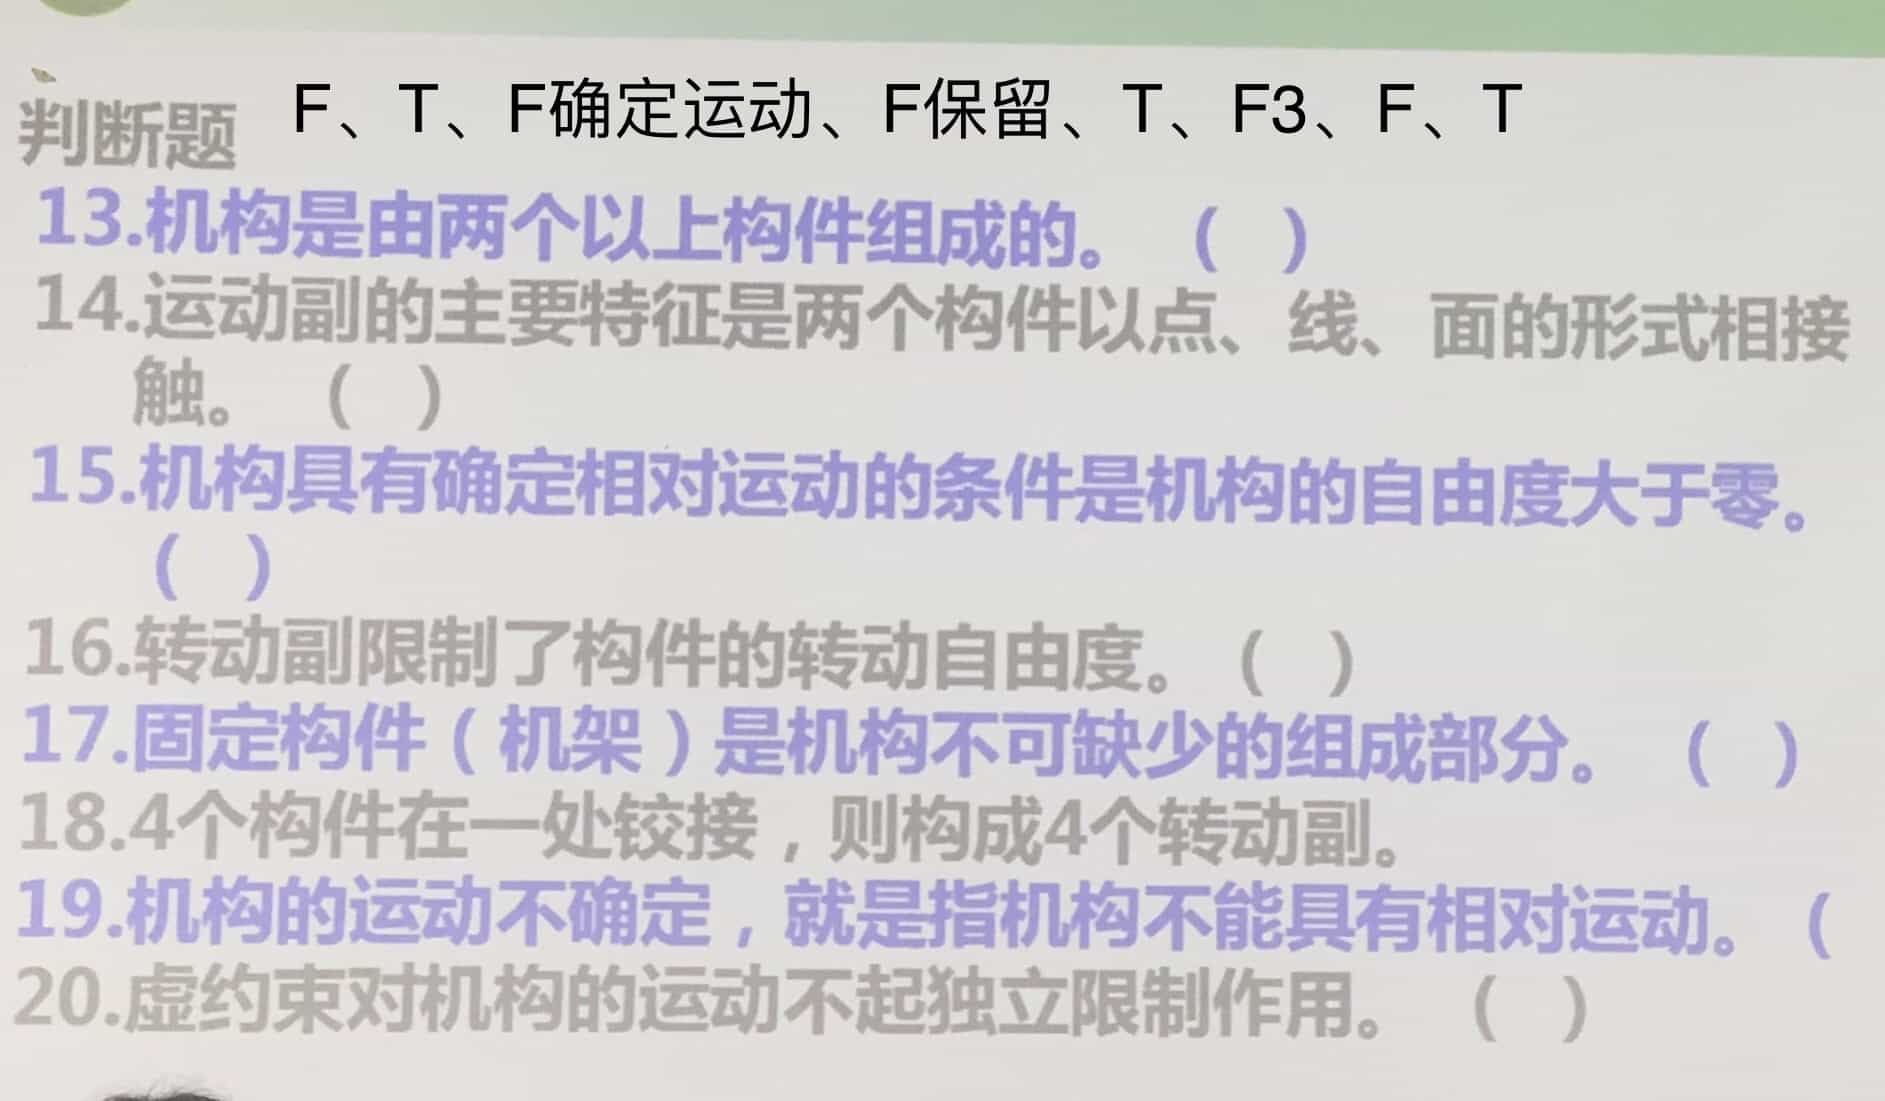 F、T、F确定运动、F保留、T、F3、F、T
判断题
13.机构是由两个以上构件组成的。（ ）
14.运动副的主要特征是两个构件以点、线、面的形式相接
触。（ ）
15.机构具有确定相对运动的条件是机构的自由度大于零。
（ ）
16.转动副限制了构件的转动自由度。（ ）
17.固定构件（机架）是机构不可缺少的组成部分。（ ）
18.4个构件在一处铰接，则构成4个转动副。
19.机构的运动不确定，就是指机构不能具有相对运动。（
20.虚约束对机构的运动不起独立限制作用。（ ）